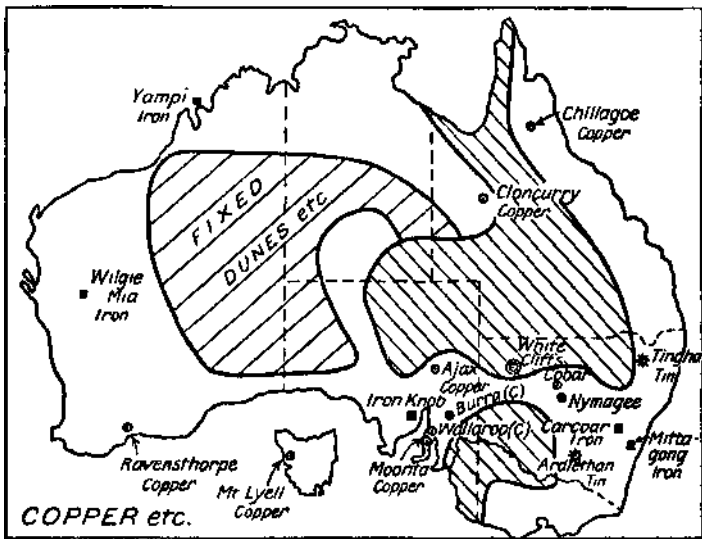 Yampi
Iron
Chillagoe
Copper
Cloncurry
Copper
FIXED
DUNES etc
Wilgie
Mia
Iron
White
Cliffs
Cobar
Tingha
Tin
Ajax
Copper
Iron Knob
Burra(C)
Nymagee
Wallaroo(C)
Carcoar
Iron
Mitta-
gong
Iron
Ardlethan
Tin
Moonta
Copper
Ravensthorpe
Copper
Mt Lyell
Copper
COPPER etc.